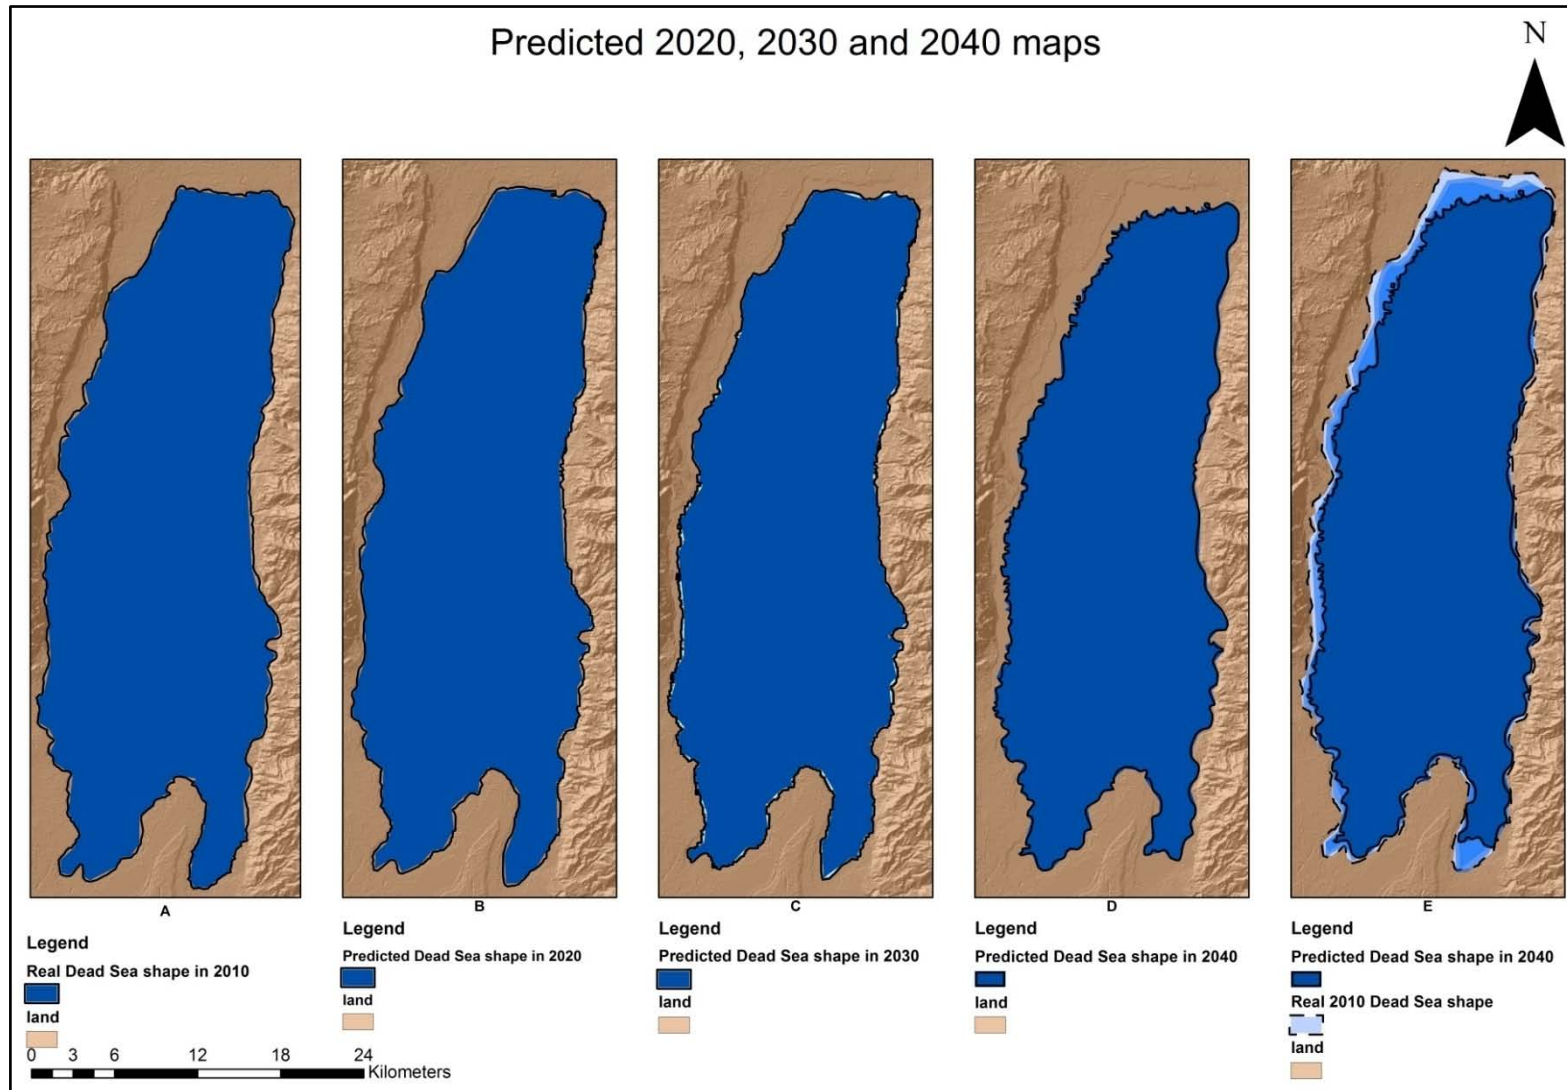 Predicted 2020, 2030 and 2040 maps
N
A
B
C
D
E
Legend
Real Dead Sea shape in 2010
land
0 3 6 12 18 24
Kilometers
Legend
Predicted Dead Sea shape in 2020
land
Legend
Predicted Dead Sea shape in 2030
land
Legend
Predicted Dead Sea shape in 2040
land
Legend
Predicted Dead Sea shape in 2040
Real 2010 Dead Sea shape
land